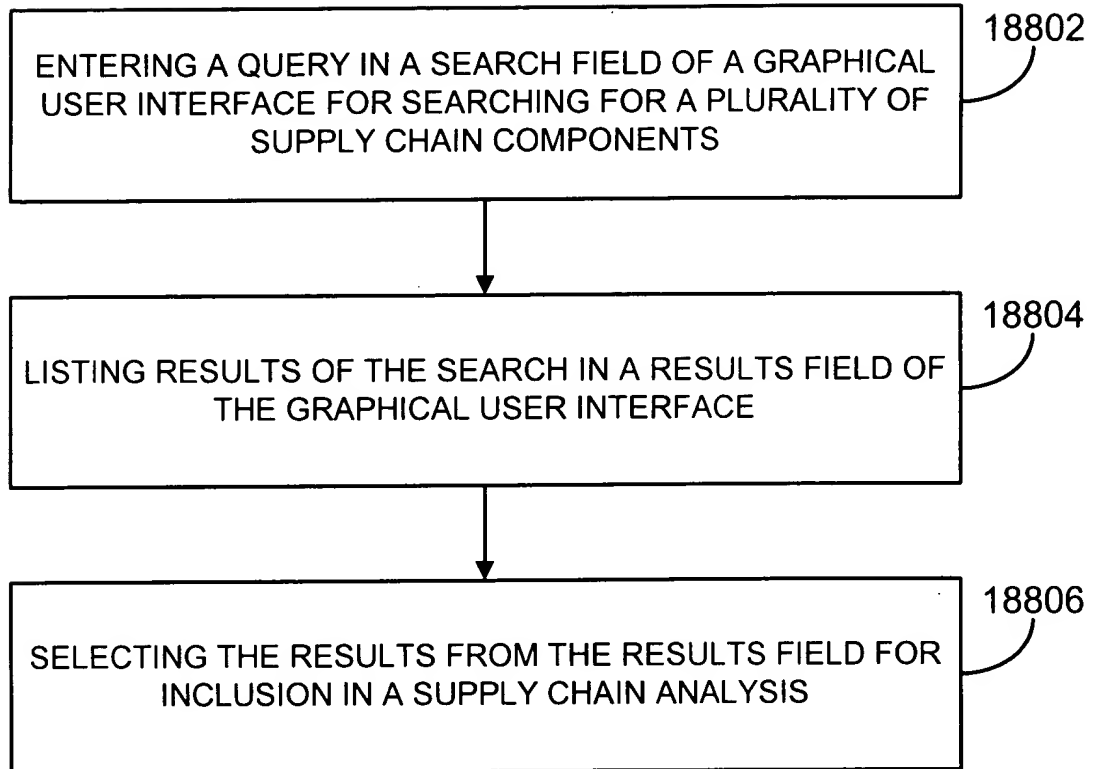 18802
ENTERING A QUERY IN A SEARCH FIELD OF A GRAPHICAL
USER INTERFACE FOR SEARCHING FOR A PLURALITY OF
SUPPLY CHAIN COMPONENTS
18804
LISTING RESULTS OF THE SEARCH IN A RESULTS FIELD OF
THE GRAPHICAL USER INTERFACE
18806
SELECTING THE RESULTS FROM THE RESULTS FIELD FOR
INCLUSION IN A SUPPLY CHAIN ANALYSIS